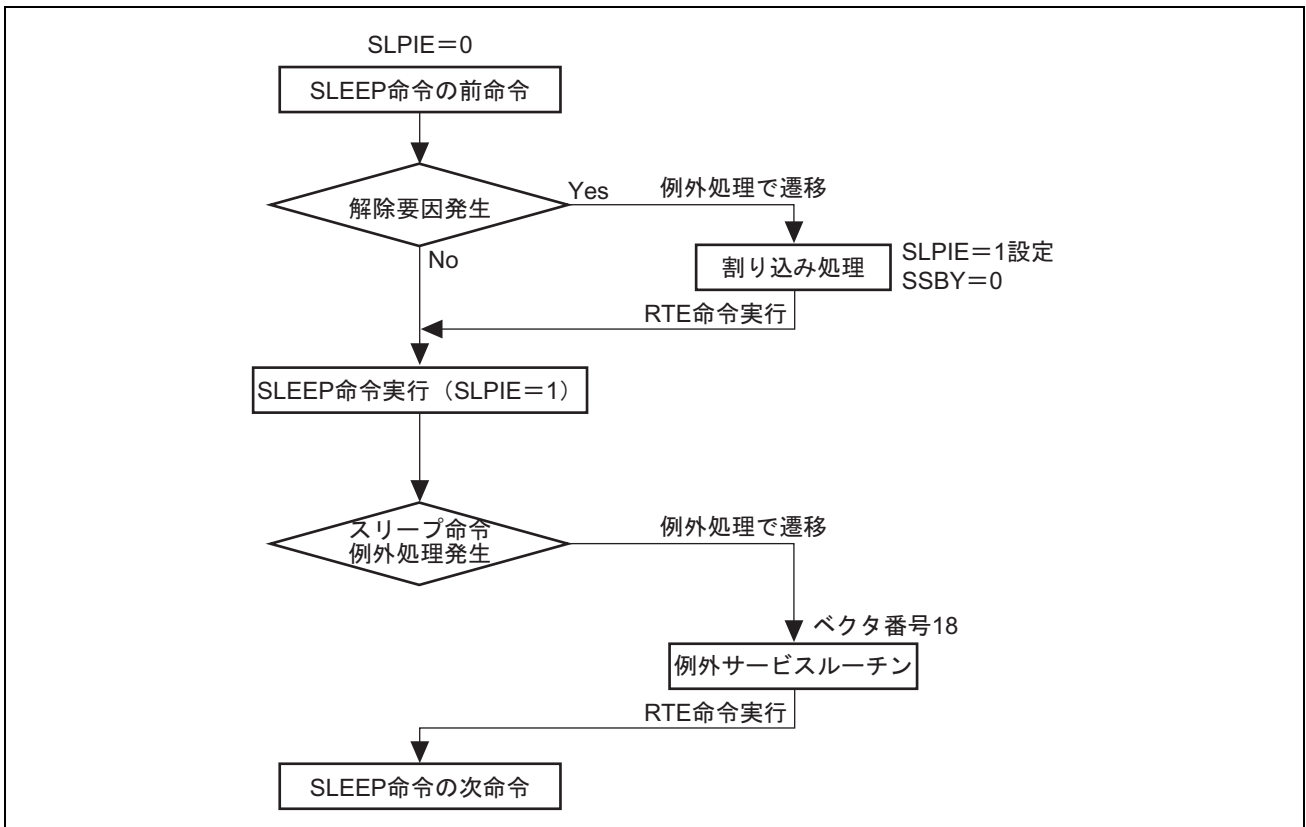 SLPIE=0
SLEEP命令の前命令
解除要因発生
Yes
例外処理で遷移
No
割り込み処理
SLPIE=1設定
SSBY=0
RTE命令実行
SLEEP命令実行（SLPIE=1）
スリープ命令
例外処理発生
例外処理で遷移
ベクタ番号18
例外サービスルーチン
RTE命令実行
SLEEP命令の次命令